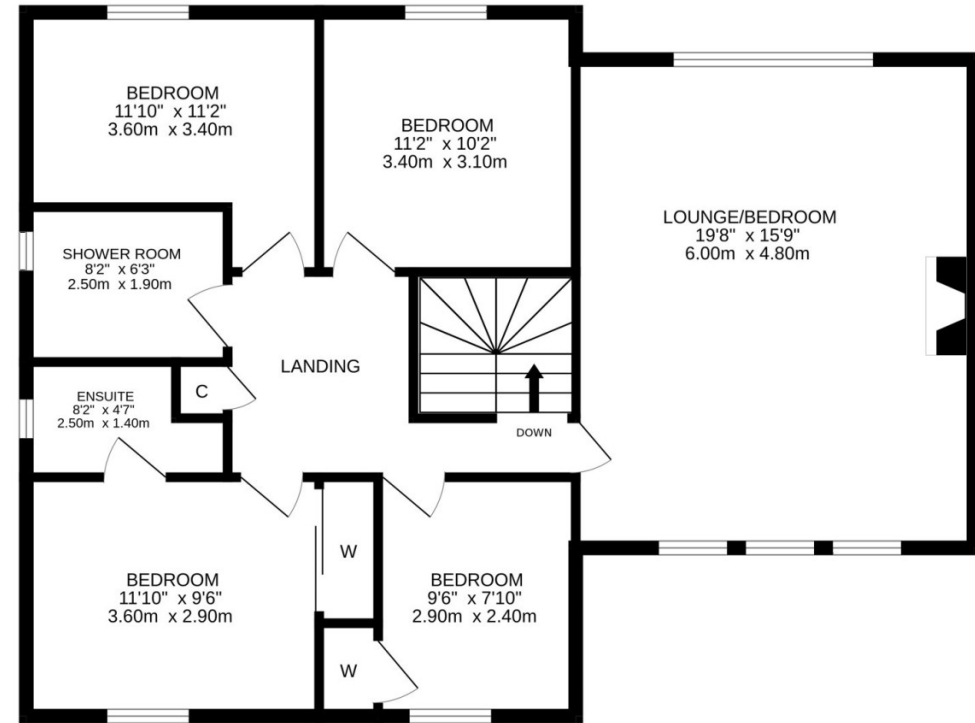 BEDROOM
11'10" x 11'2"
3.60m x 3.40m
BEDROOM
11'2" x 10'2"
3.40m x 3.10m
LOUNGE/BEDROOM
19'8" x 15'9"
6.00m x 4.80m
SHOWER ROOM
8'2" x 6'3"
2.50m x 1.90m
LANDING
C
ENSUITE
8'2" x 4'7"
2.50m x 1.40m
DOWN
BEDROOM
11'10" x 9'6"
3.60m x 2.90m
W
BEDROOM
9'6" x 7'10"
2.90m x 2.40m
W